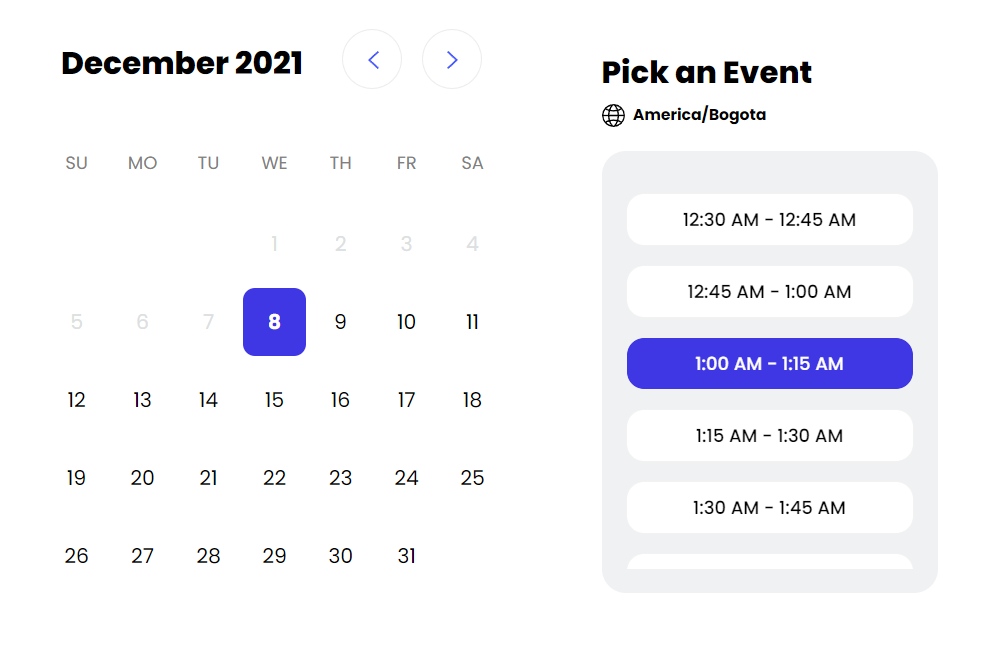 December 2021
SU MO TU WE TH FR SA
1 2 3 4
5 6 7 8 9 10 11
12 13 14 15 16 17 18
19 20 21 22 23 24 25
26 27 28 29 30 31
Pick an Event
America/Bogota
12:30 AM - 12:45 AM
12:45 AM - 1:00 AM
1:00 AM - 1:15 AM
1:15 AM - 1:30 AM
1:30 AM - 1:45 AM